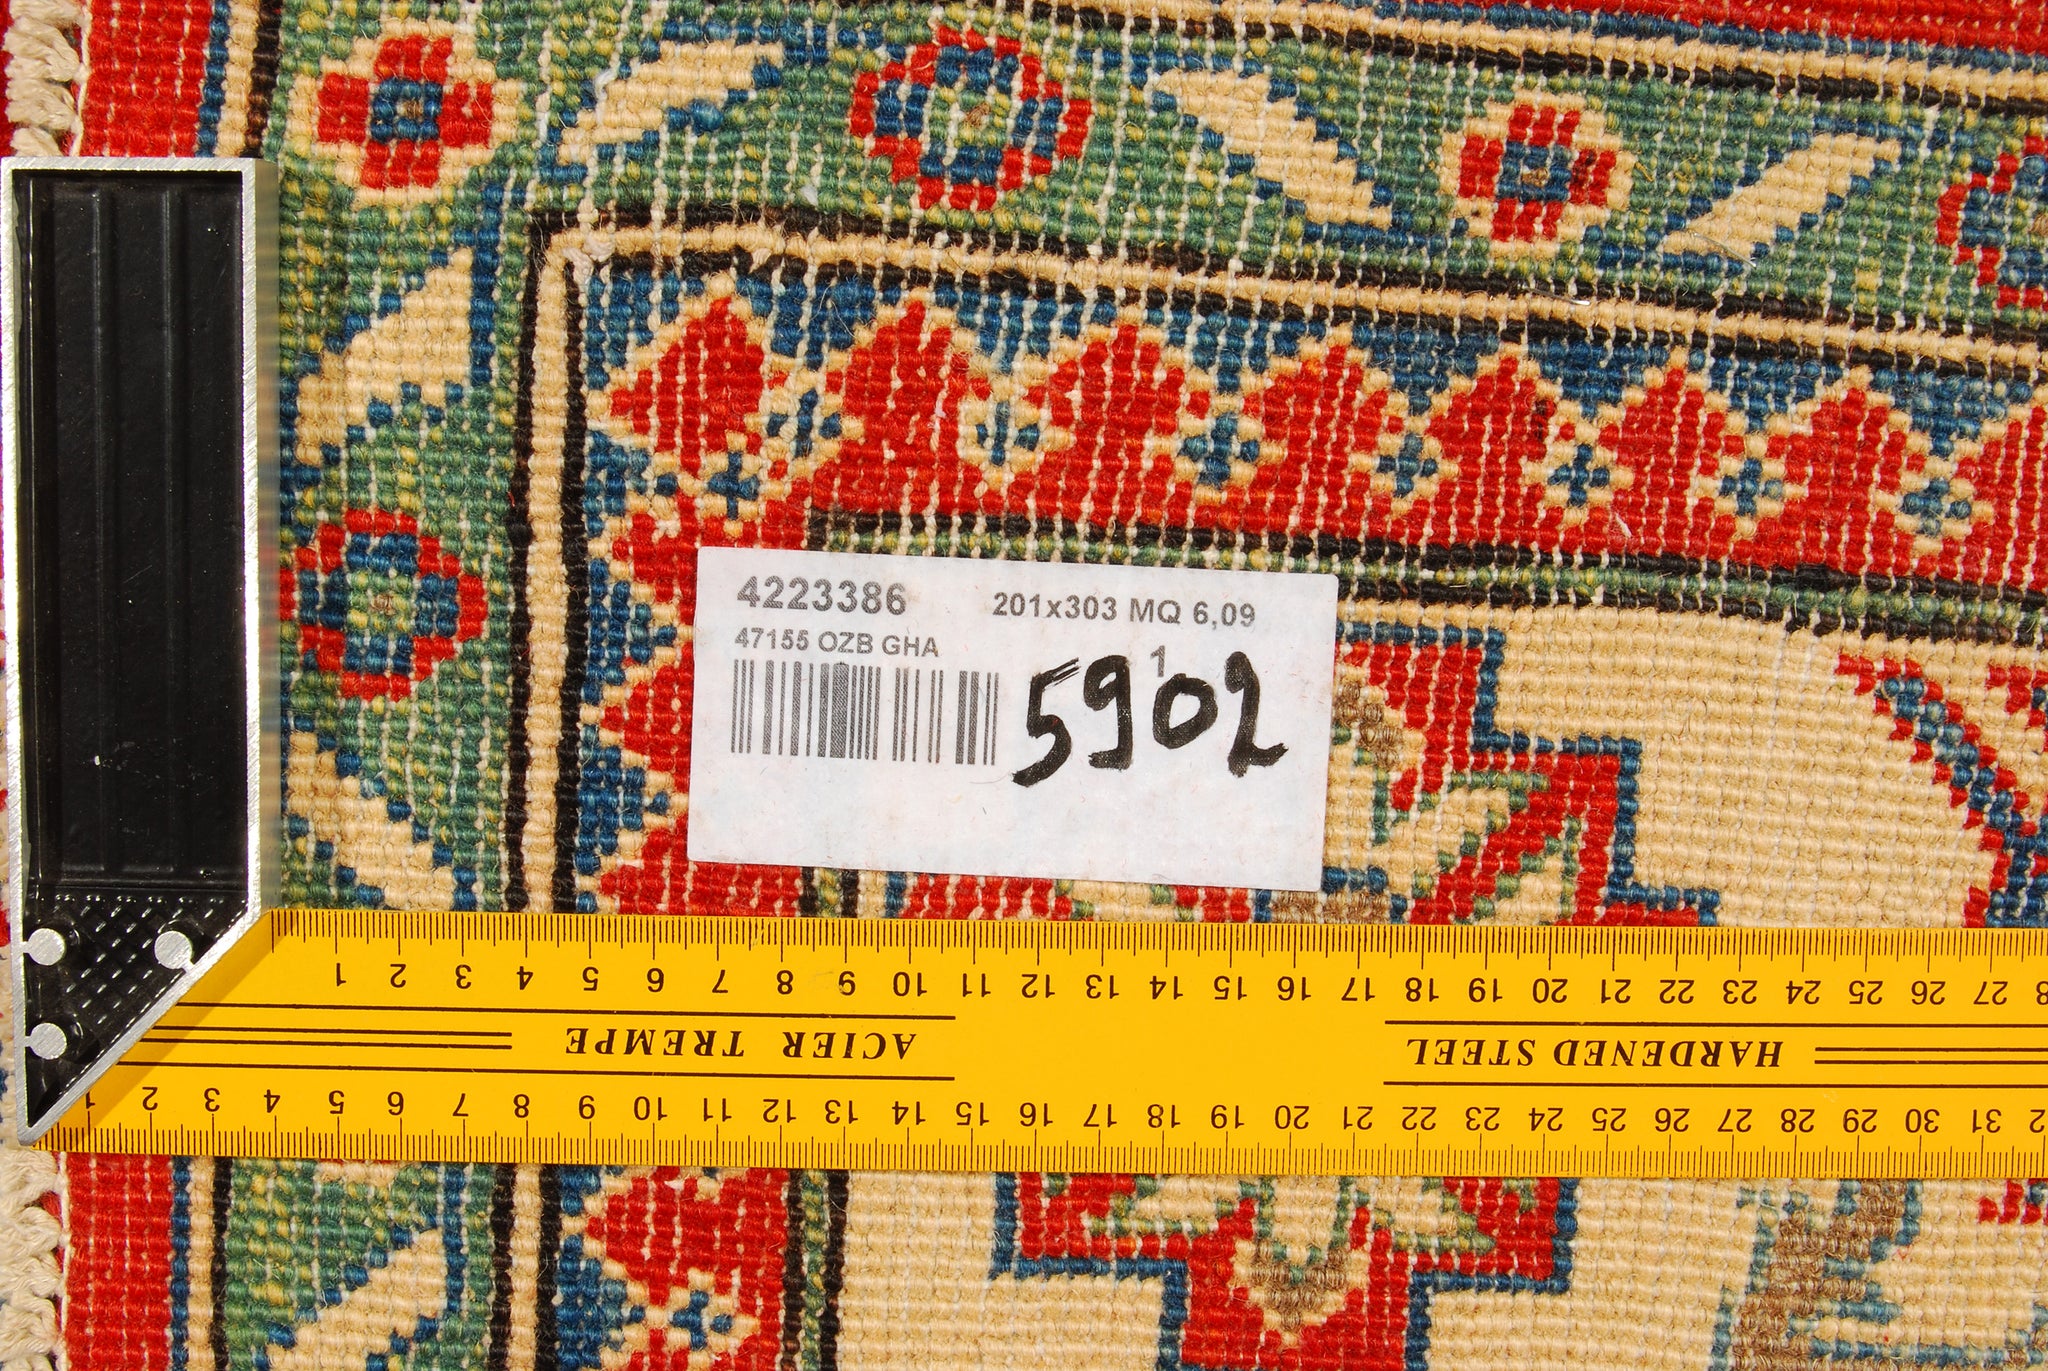 4223386 201x303 MQ 6,09
47155 OZB GHA 1
5902
1 2 3 4 5 6 7 8 9 10 11 12 13 14 15 16 17 18 19 20 21 22 23 24 25 26 27
ACIER TREMPE HARDENED STEEL
1 2 3 4 5 6 7 8 9 10 11 12 13 14 15 16 17 18 19 20 21 22 23 24 25 26 27 28 29 30 31